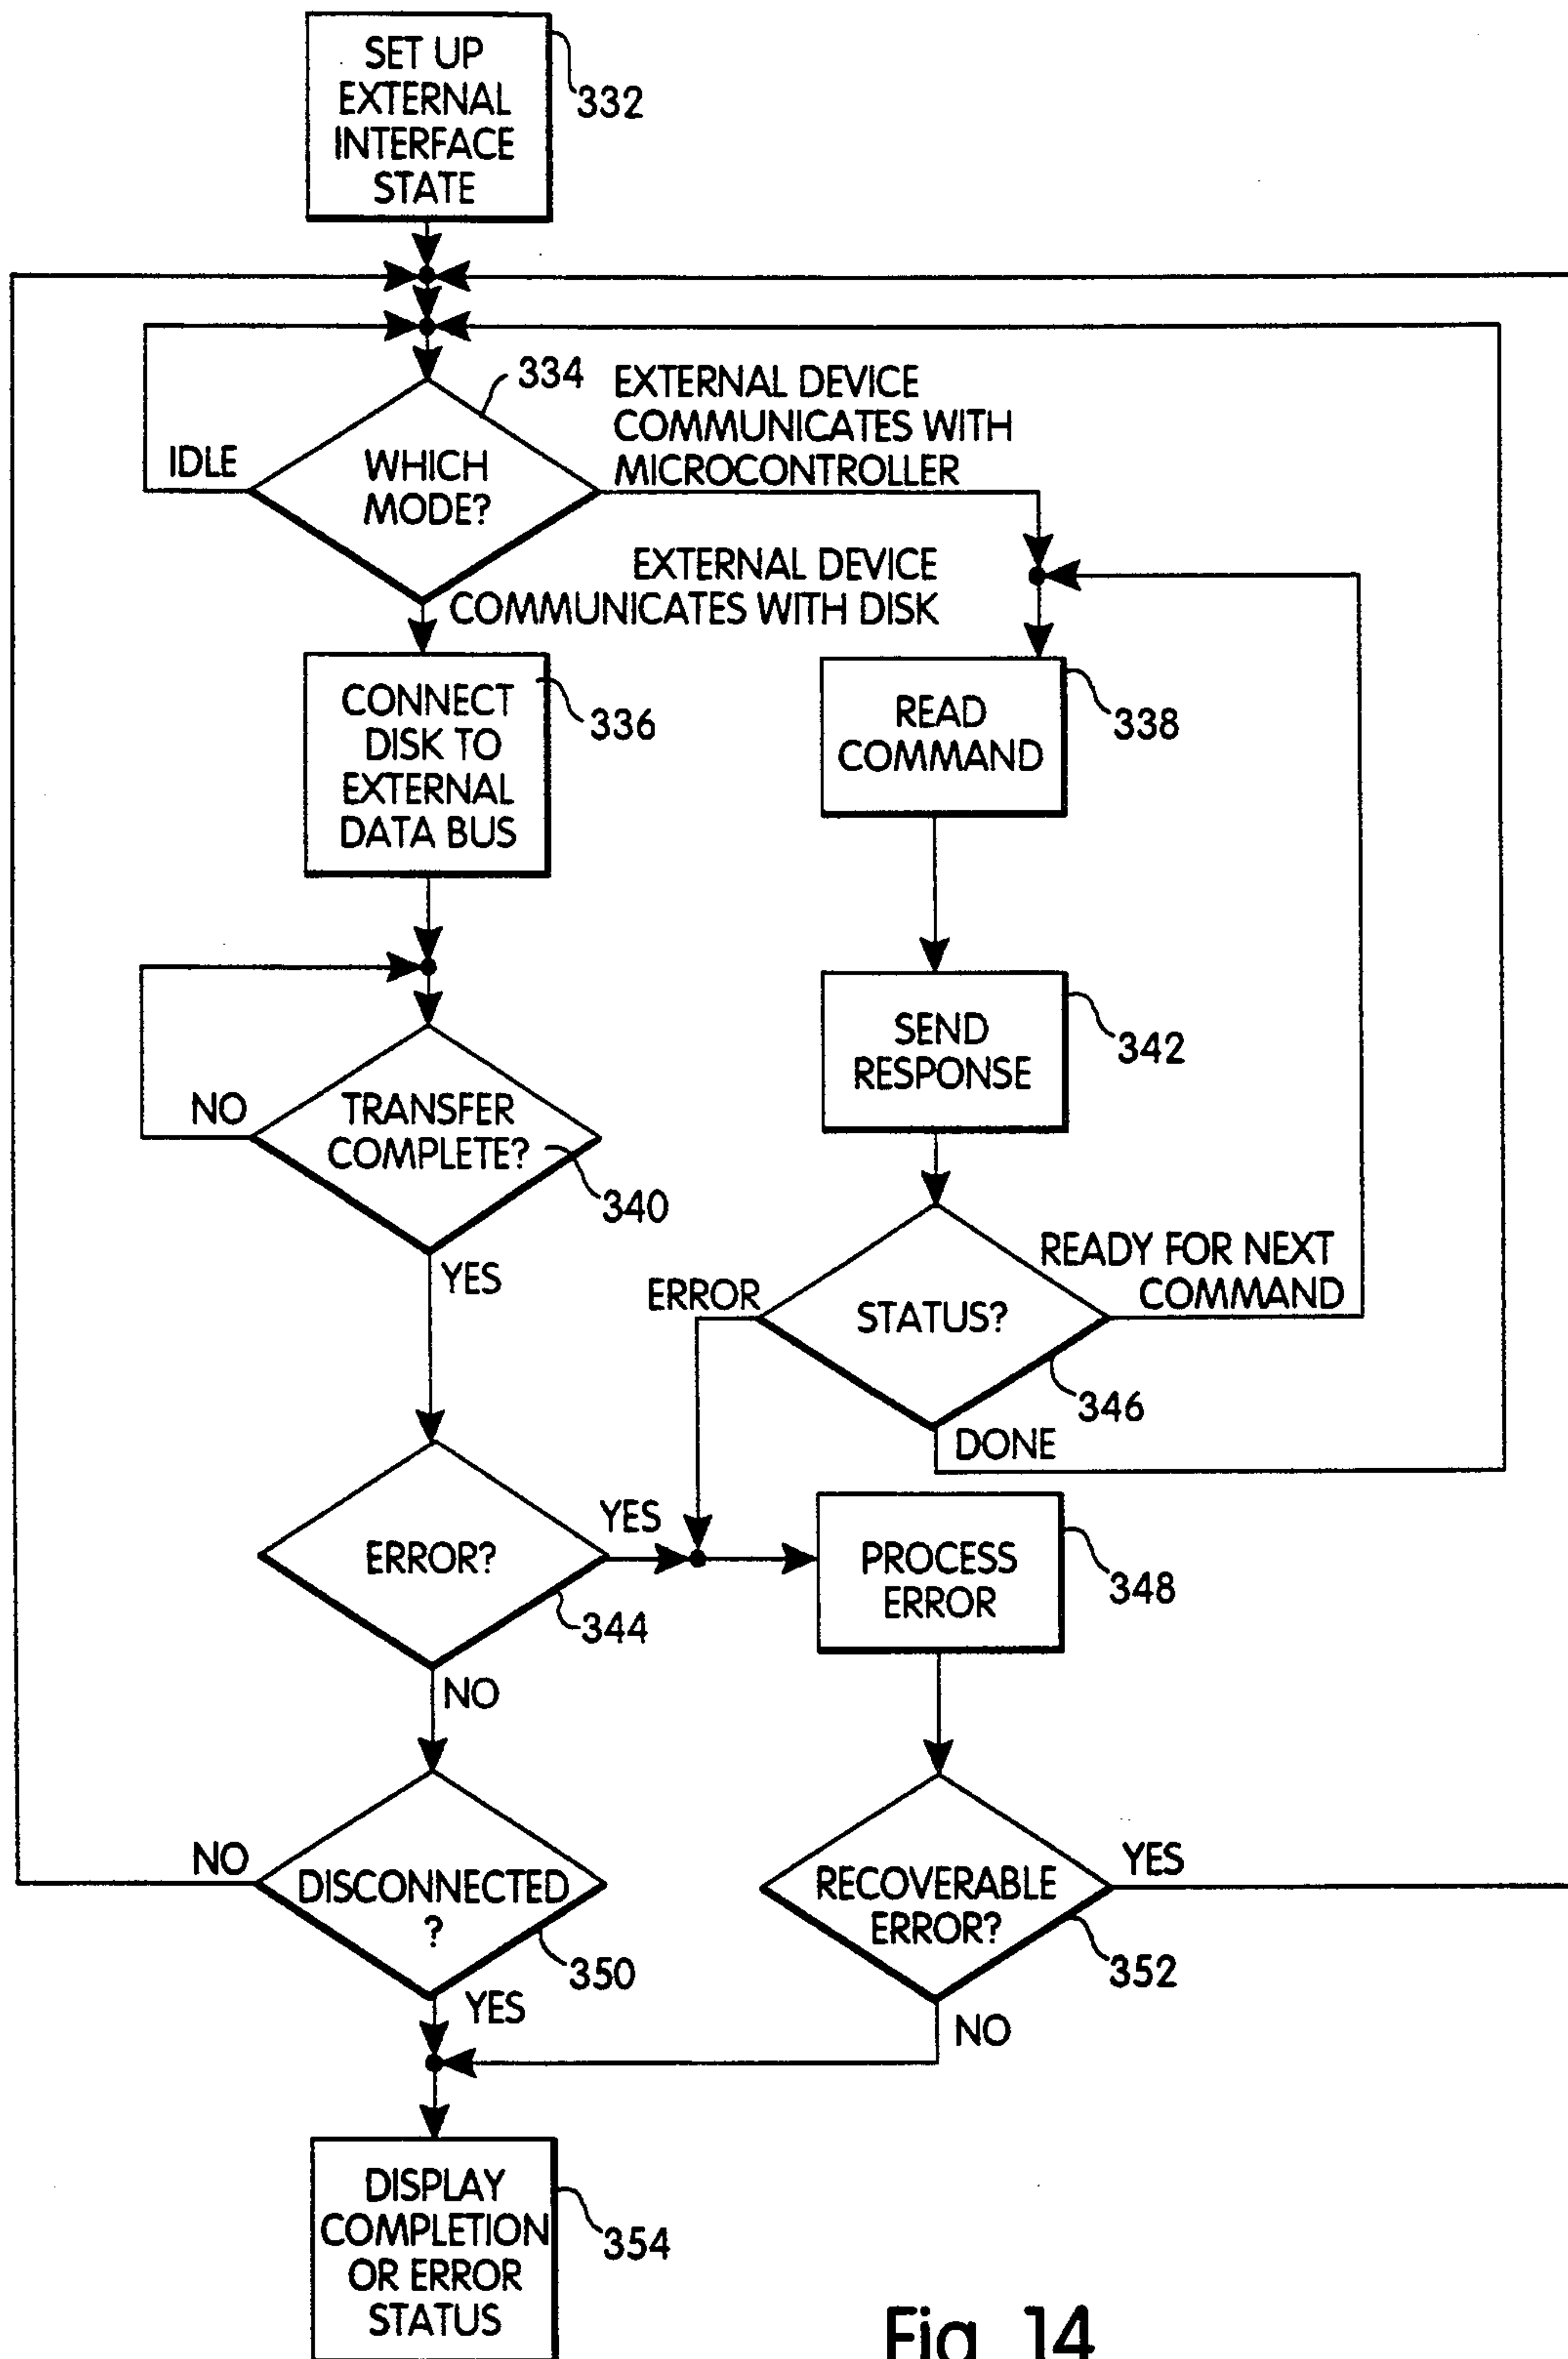 SET UP
EXTERNAL
INTERFACE
STATE
332
334
EXTERNAL DEVICE
COMMUNICATES WITH
MICROCONTROLLER
IDLE
WHICH
MODE?
EXTERNAL DEVICE
COMMUNICATES WITH DISK
CONNECT
DISK TO
EXTERNAL
DATA BUS
336
READ
COMMAND
338
SEND
RESPONSE
342
NO
TRANSFER
COMPLETE?
340
YES
ERROR
STATUS?
READY FOR NEXT
COMMAND
346
DONE
ERROR?
YES
344
NO
PROCESS
ERROR
348
NO
DISCONNECTED
?
350
YES
RECOVERABLE
ERROR?
YES
352
NO
DISPLAY
COMPLETION
OR ERROR
STATUS
354
Fig. 14